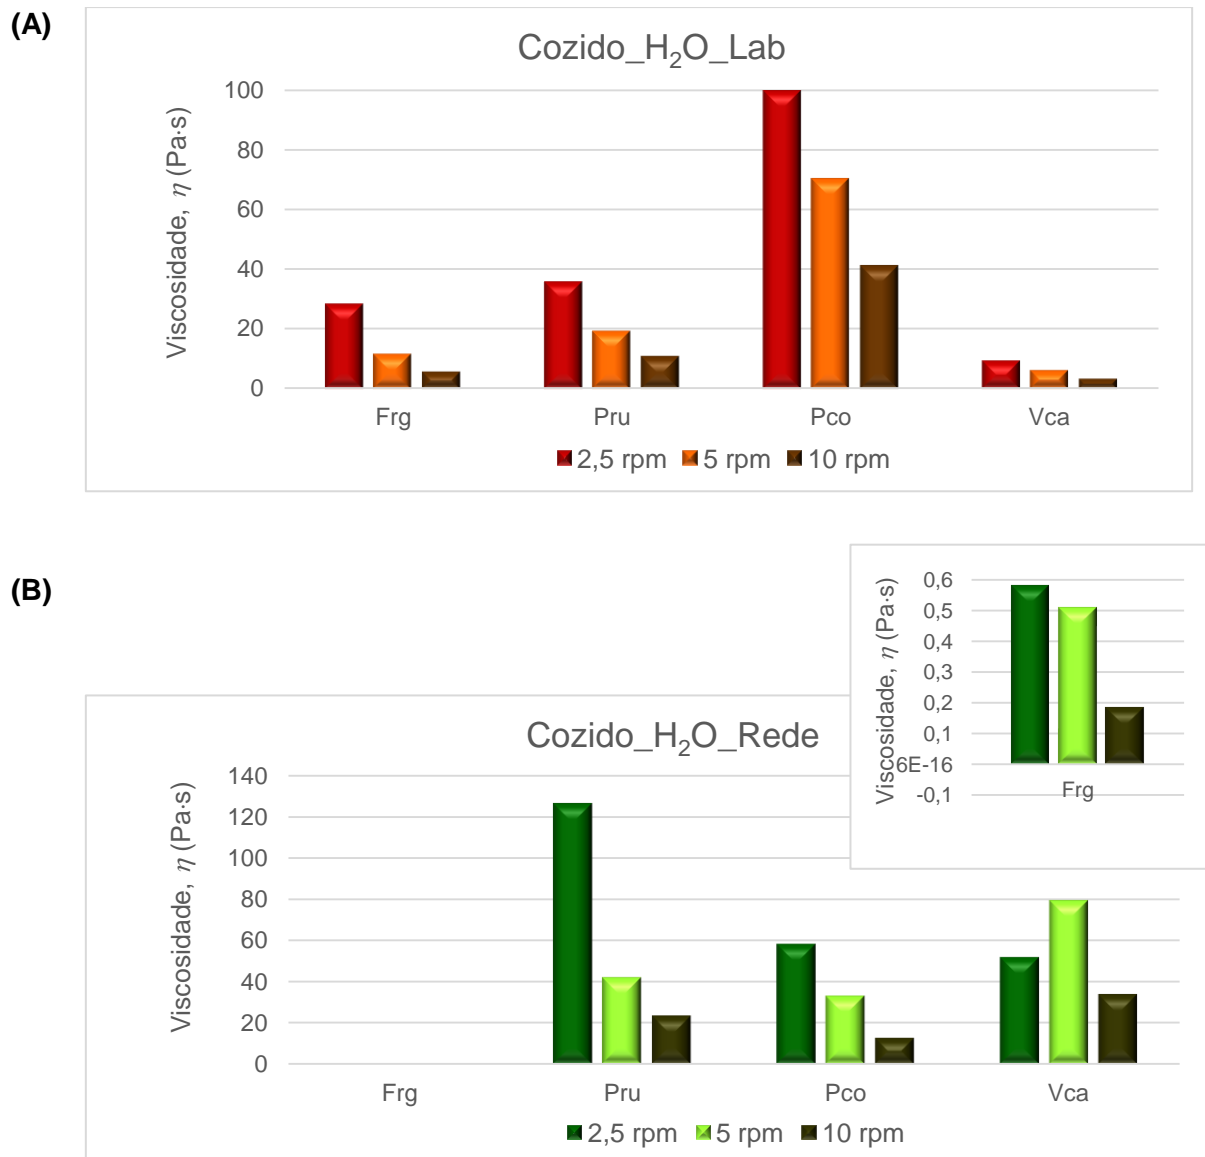 (A)
Cozido_H₂O_Lab
Viscosidade, η (Pa·s)
100
80
60
40
20
0
Frg Pru Pco Vca
2,5 rpm 5 rpm 10 rpm
(B)
Viscosidade, η (Pa·s)
0,6
0,5
0,4
0,3
0,2
0,1
6E-16
-0,1
Frg
Cozido_H₂O_Rede
Viscosidade, η (Pa·s)
140
120
100
80
60
40
20
0
Frg Pru Pco Vca
2,5 rpm 5 rpm 10 rpm